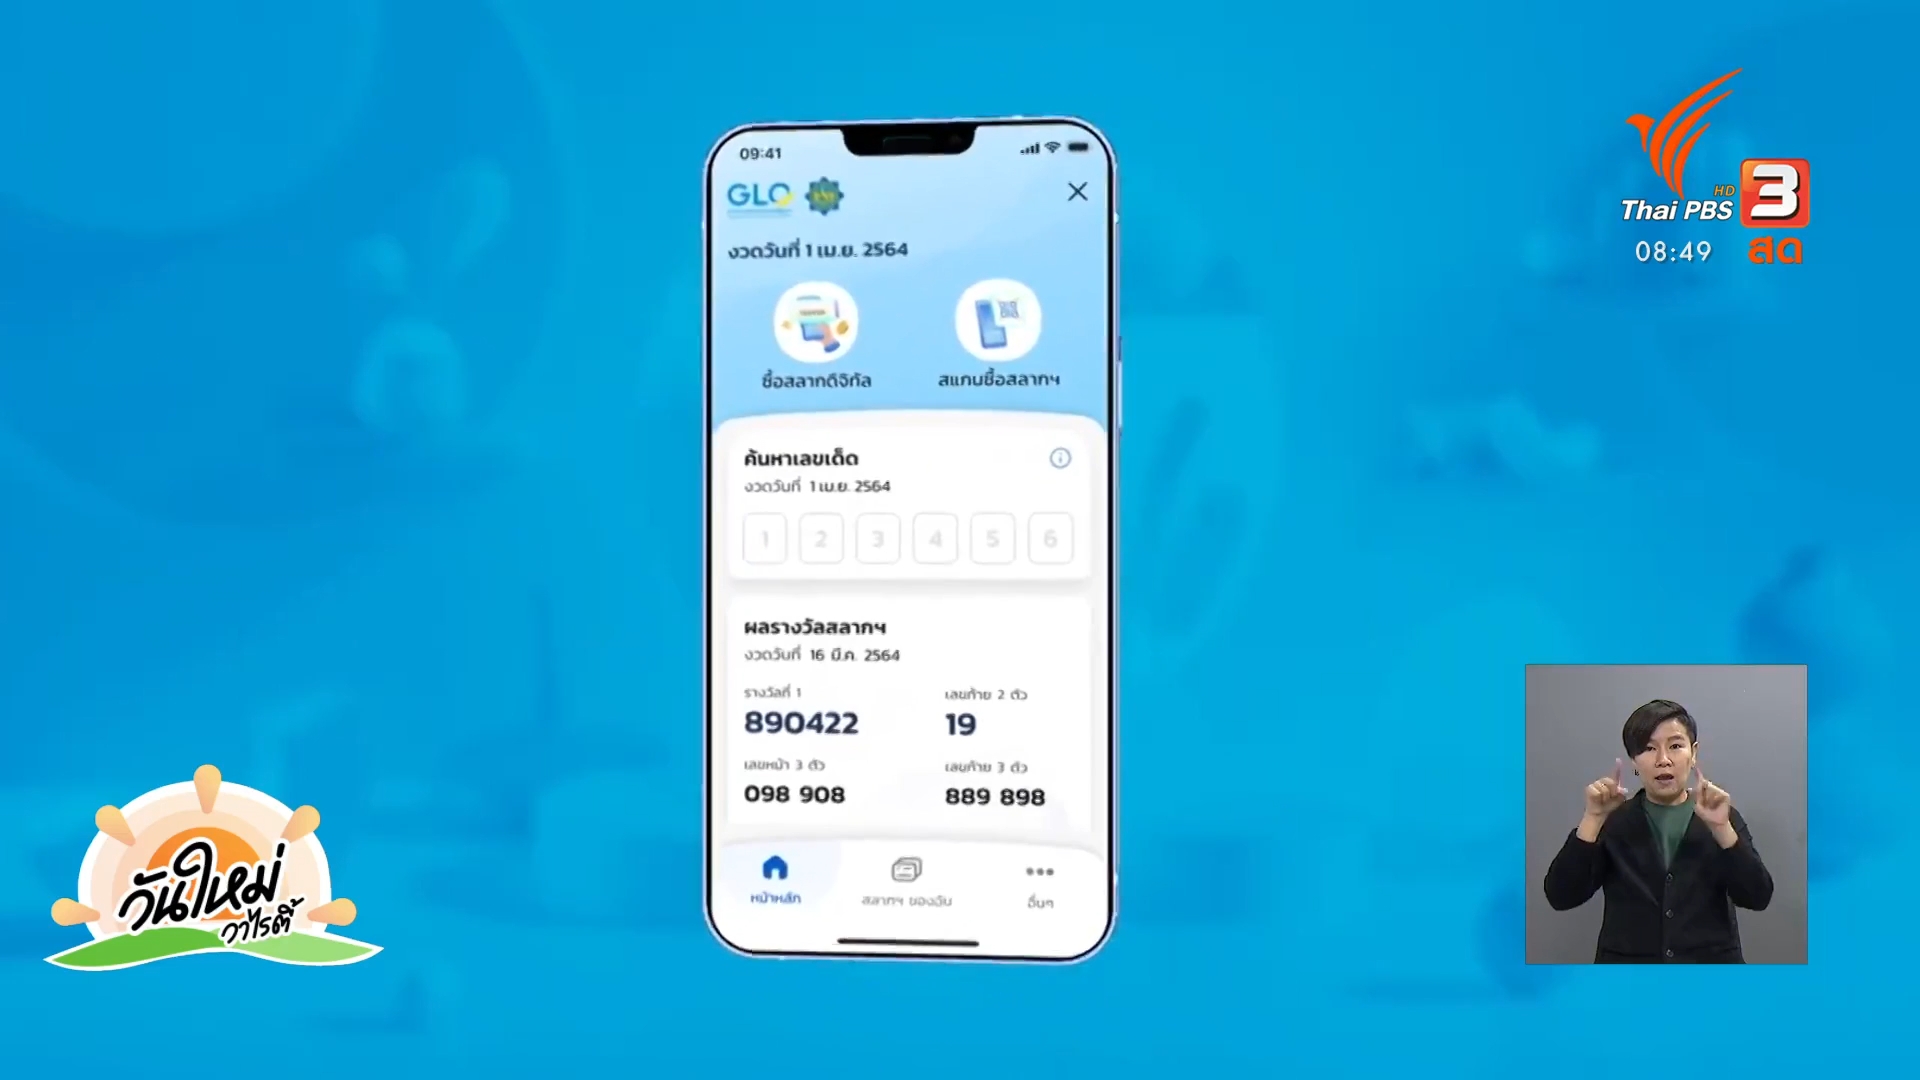 09:41
GLO
งวดวันที่ 1 เม.ย. 2564
ซื้อสลากดิจิทัล
สแกนซื้อสลากฯ
ค้นหาเลขเด็ด
งวดวันที่ 1 เม.ย. 2564
1 2 3 4 5 6
ผลรางวัลสลากฯ
งวดวันที่ 16 มี.ค. 2564
รางวัลที่ 1
890422
เลขท้าย 2 ตัว
19
เลขหน้า 3 ตัว
098 908
เลขท้าย 3 ตัว
889 898
หน้าหลัก
สลากฯ ของฉัน
อื่นๆ
HD
Thai PBS 3
08:49 สด
วันใหม่
วาไรตี้